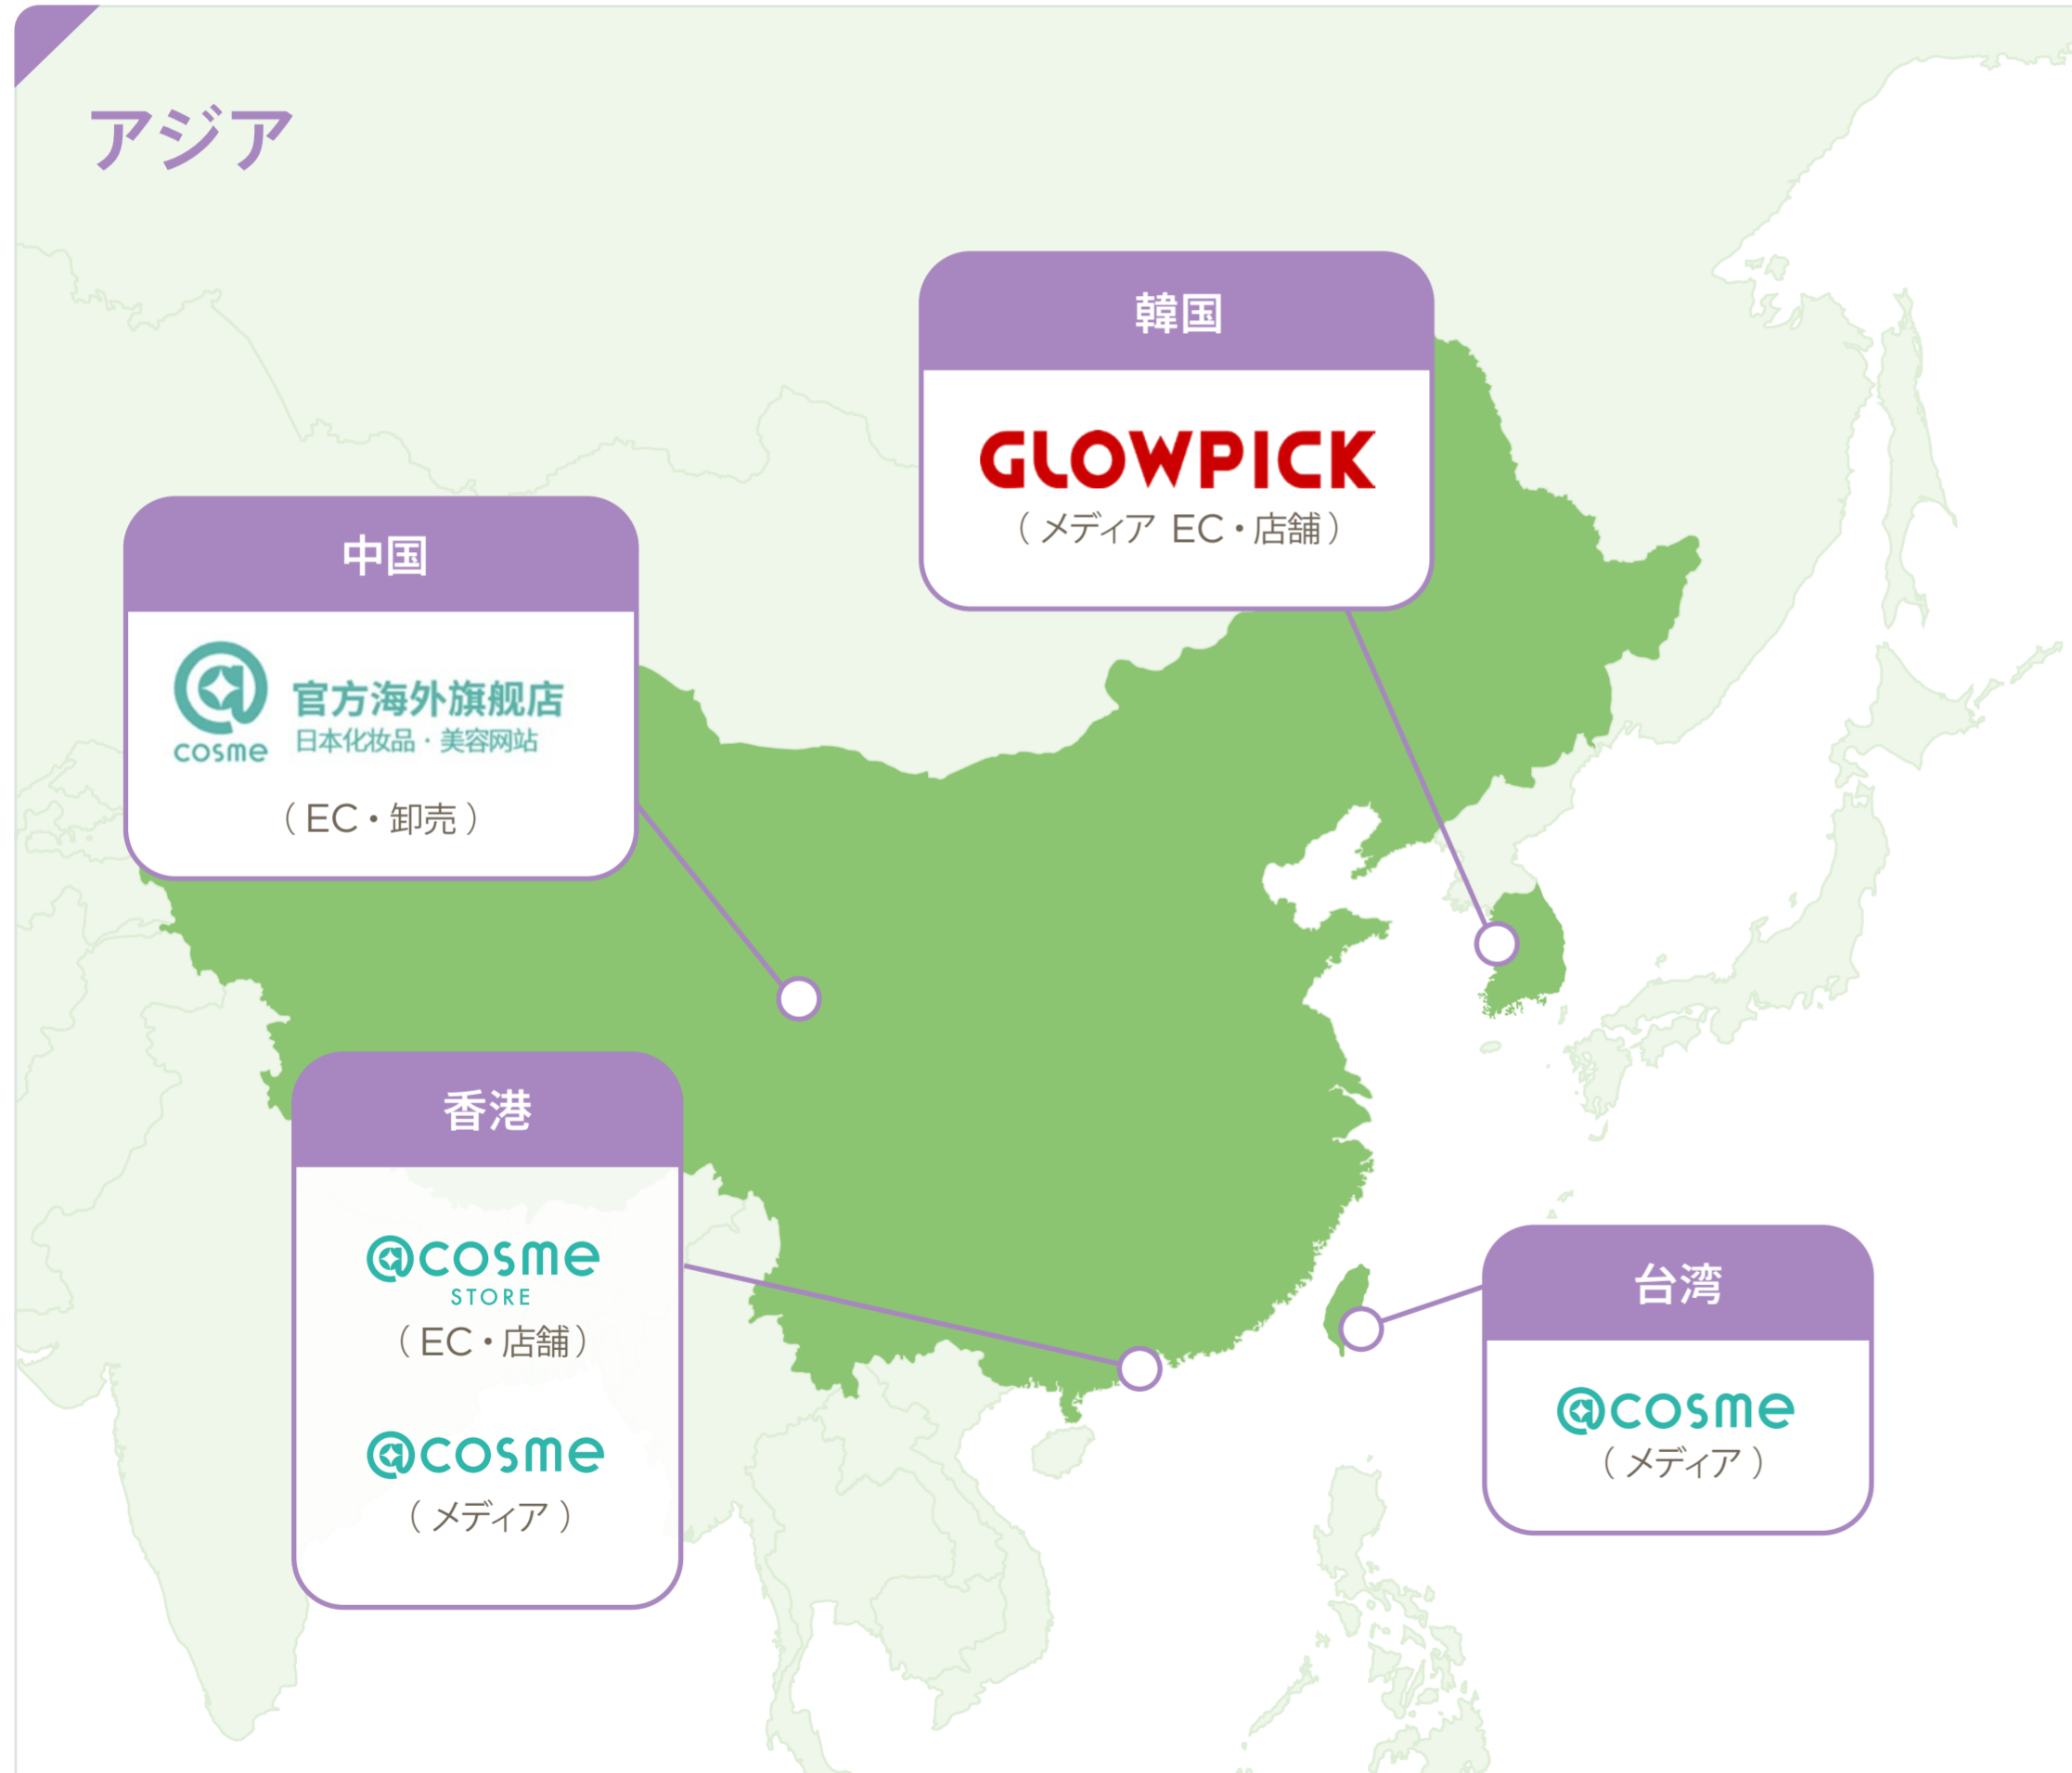 アジア
韓国
GLOWPICK
（メディア EC・店舗）
中国
@cosme
官方海外旗舰店
日本化妆品・美容网站
（EC・卸売）
香港
@cosme
STORE
（EC・店舗）
@cosme
（メディア）
台湾
@cosme
（メディア）